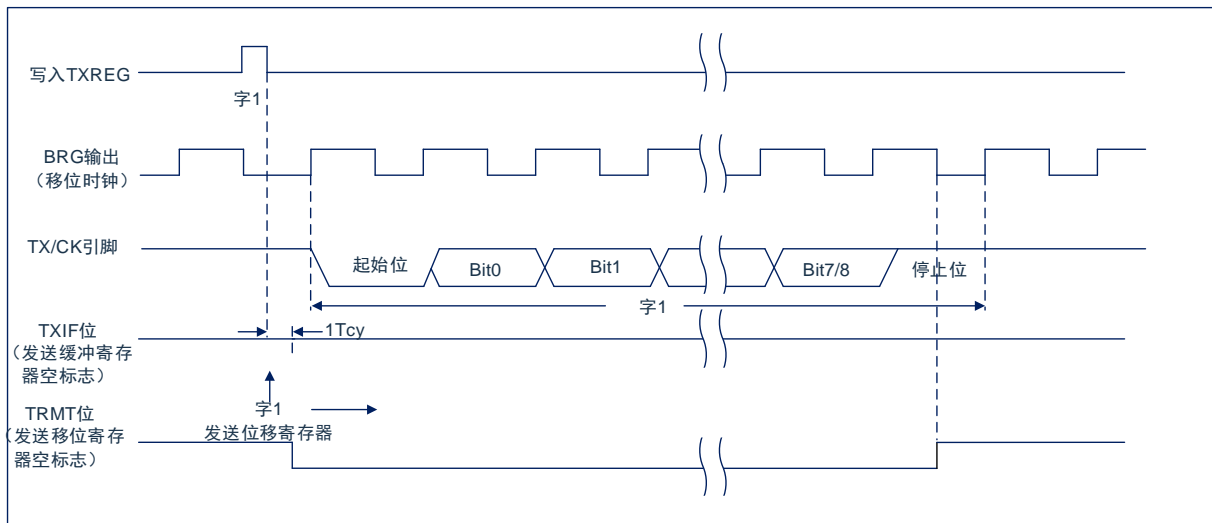 写入TXREG
字1
BRG输出
（移位时钟）
TX/CK引脚
起始位
Bit0
Bit1
Bit7/8
停止位
字1
TXIF位
（发送缓冲寄存
器空标志）
1Tcy
字1
发送位移寄存器
TRMT位
（发送移位寄存
器空标志）